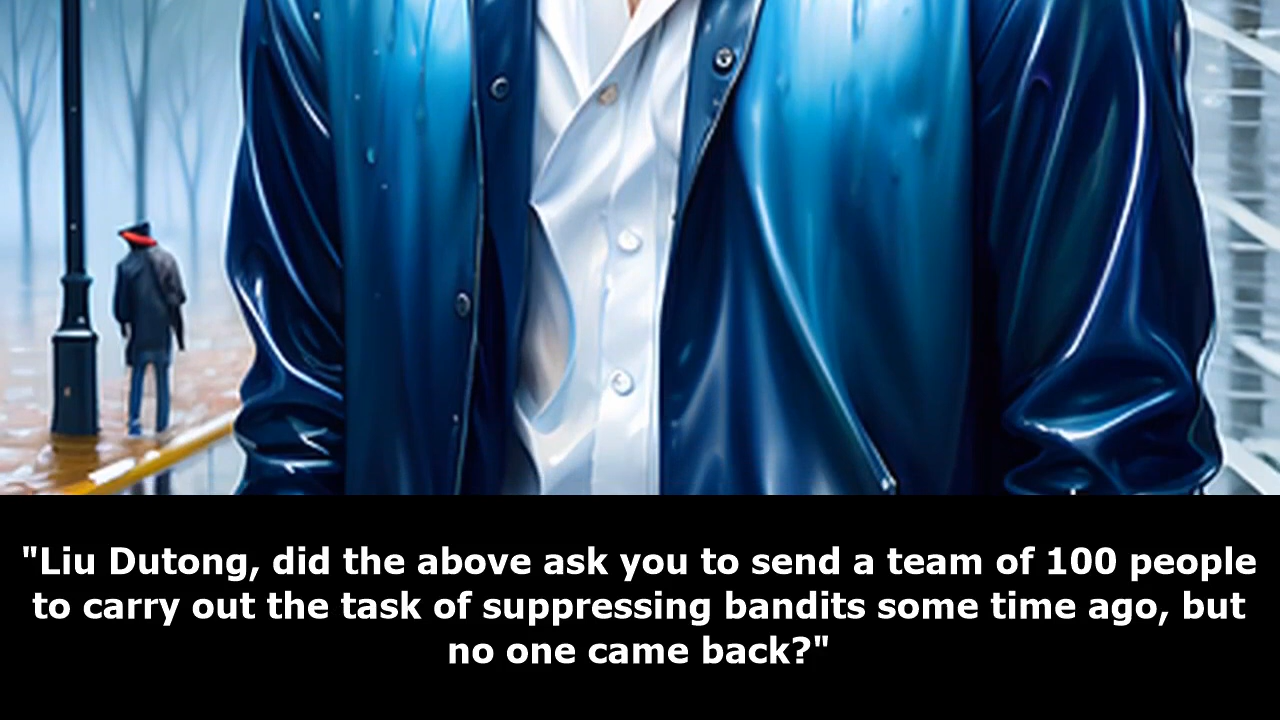 "Liu Dutong, did the above ask you to send a team of 100 people
to carry out the task of suppressing bandits some time ago, but
no one came back?"